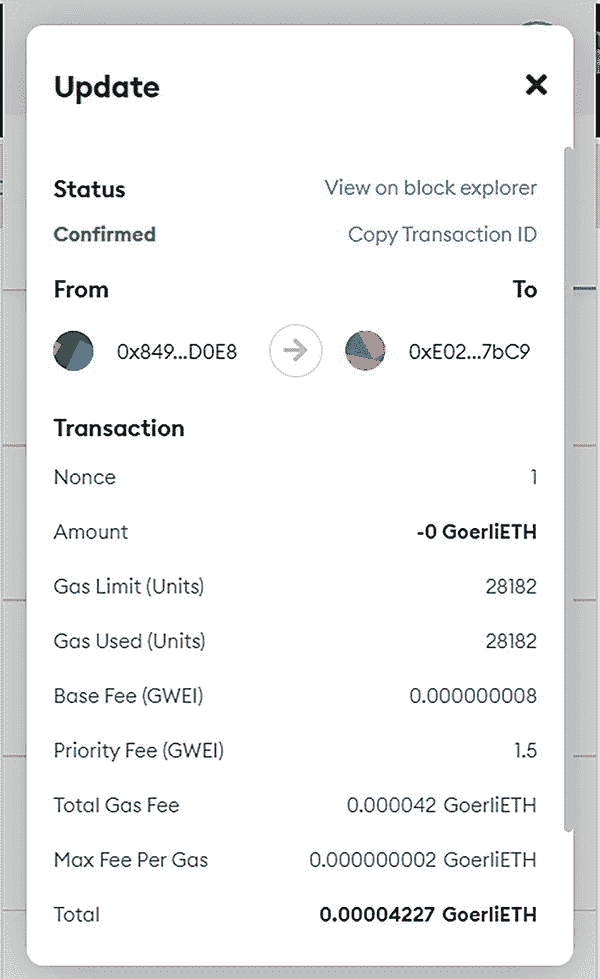 Update
Status View on block explorer
Confirmed Copy Transaction ID
From To
0x849...D0E8 0xE02...7bC9
Transaction
Nonce 1
Amount -0 GoerliETH
Gas Limit (Units) 28182
Gas Used (Units) 28182
Base Fee (GWEI) 0.000000008
Priority Fee (GWEI) 1.5
Total Gas Fee 0.000042 GoerliETH
Max Fee Per Gas 0.000000002 GoerliETH
Total 0.00004227 GoerliETH